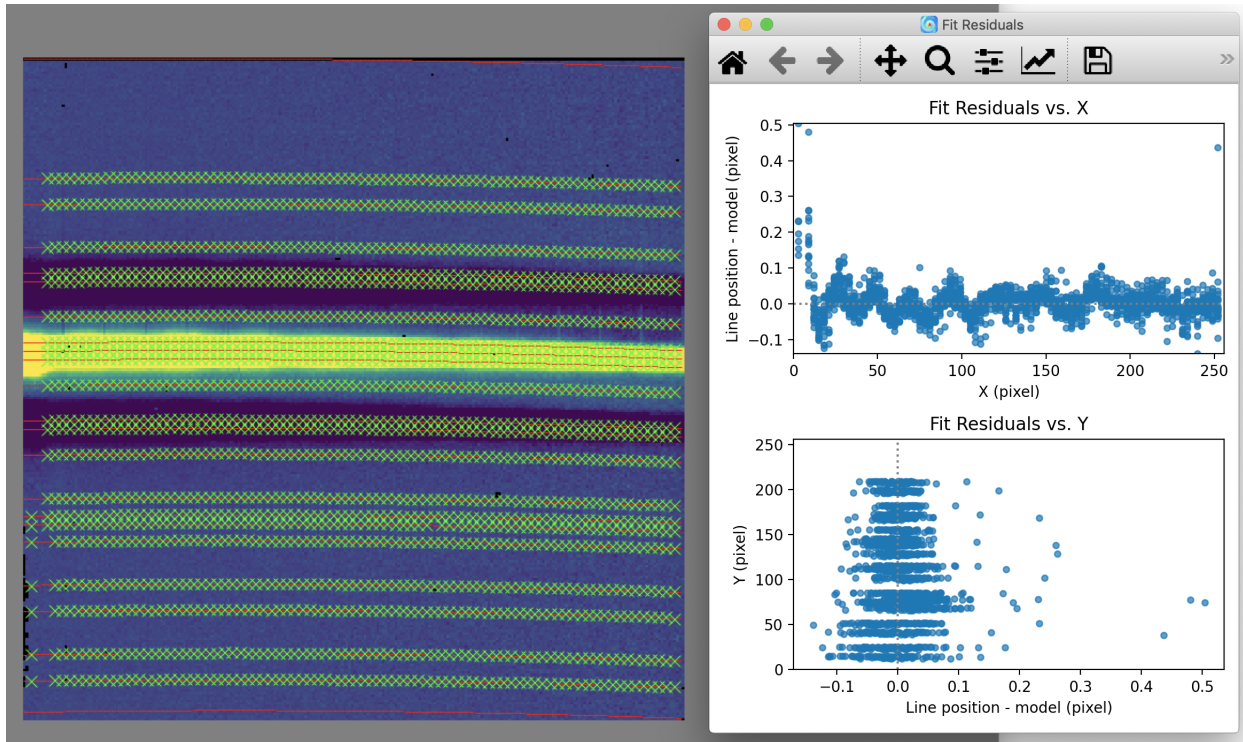 Fit Residuals
»
Fit Residuals vs. X
Line position - model (pixel)
0.5
0.4
0.3
0.2
0.1
0.0
−0.1
0 50 100 150 200 250
X (pixel)
Fit Residuals vs. Y
Y (pixel)
250
200
150
100
50
0
−0.1 0.0 0.1 0.2 0.3 0.4 0.5
Line position - model (pixel)